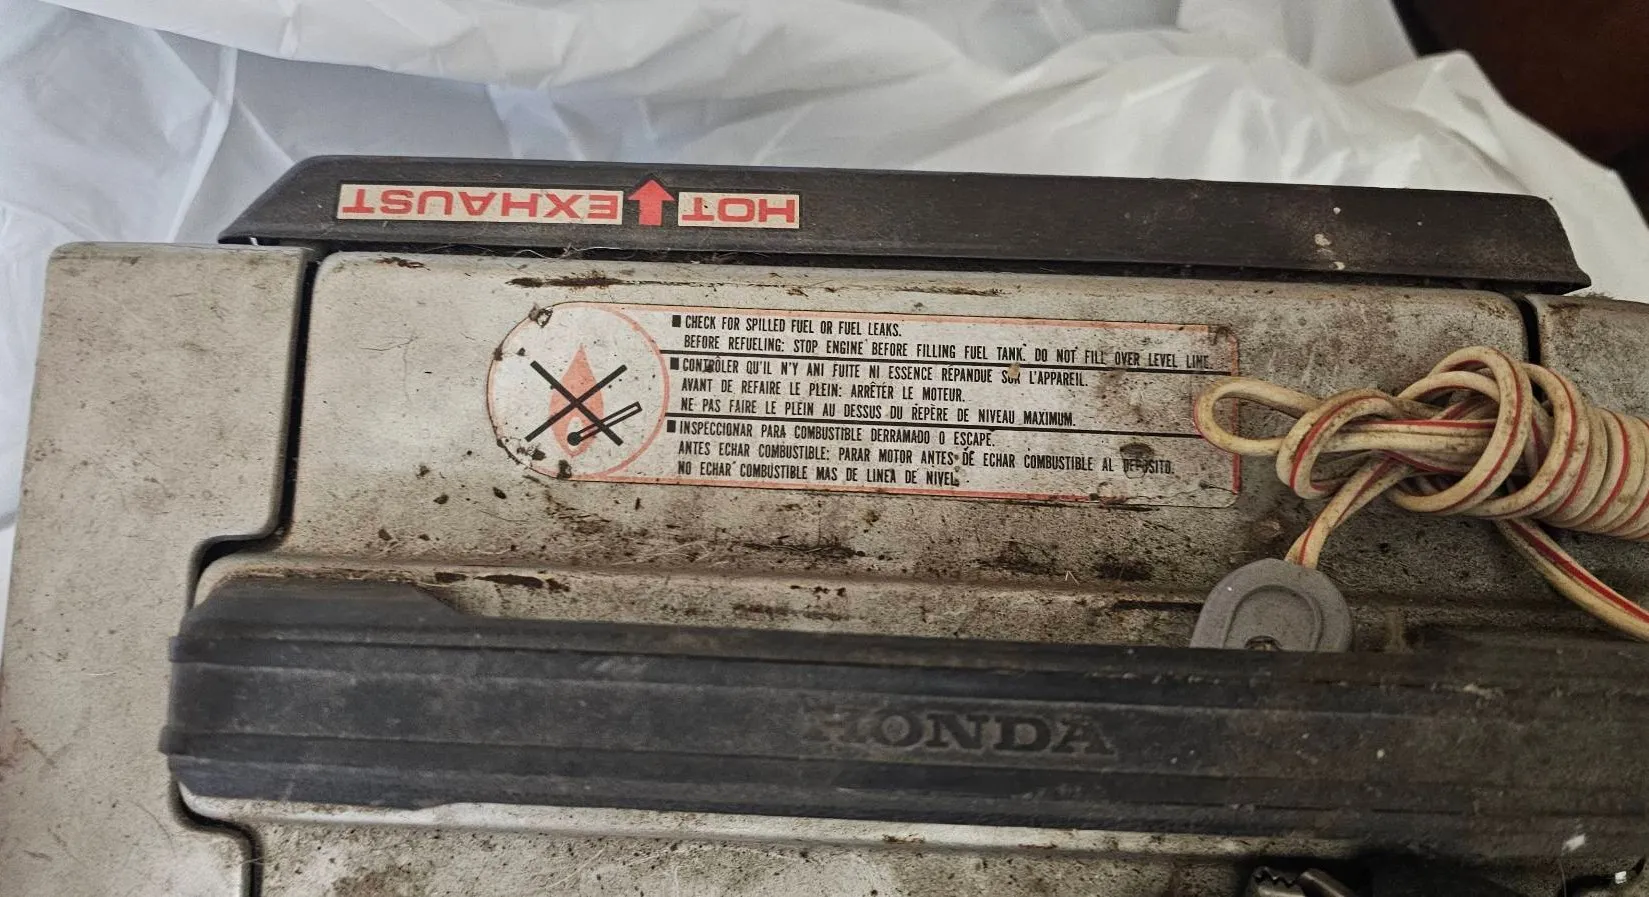 HOT EXHAUST
CHECK FOR SPILLED FUEL OR FUEL LEAKS.
BEFORE REFUELING: STOP ENGINE BEFORE FILLING FUEL TANK. DO NOT FILL OVER LEVEL LINE.
CONTRÔLER QU'IL N'Y ANI FUITE NI ESSENCE RÉPANDUE SUR L'APPAREIL.
AVANT DE REFAIRE LE PLEIN: ARRÊTER LE MOTEUR.
NE PAS FAIRE LE PLEIN AU DESSUS DU REPÈRE DE NIVEAU MAXIMUM.
INSPECCIONAR PARA COMBUSTIBLE DERRAMADO O ESCAPE.
ANTES ECHAR COMBUSTIBLE: PARAR MOTOR ANTES DE ECHAR COMBUSTIBLE AL DEPOSITO.
NO ECHAR COMBUSTIBLE MAS DE LINEA DE NIVEL.
HONDA